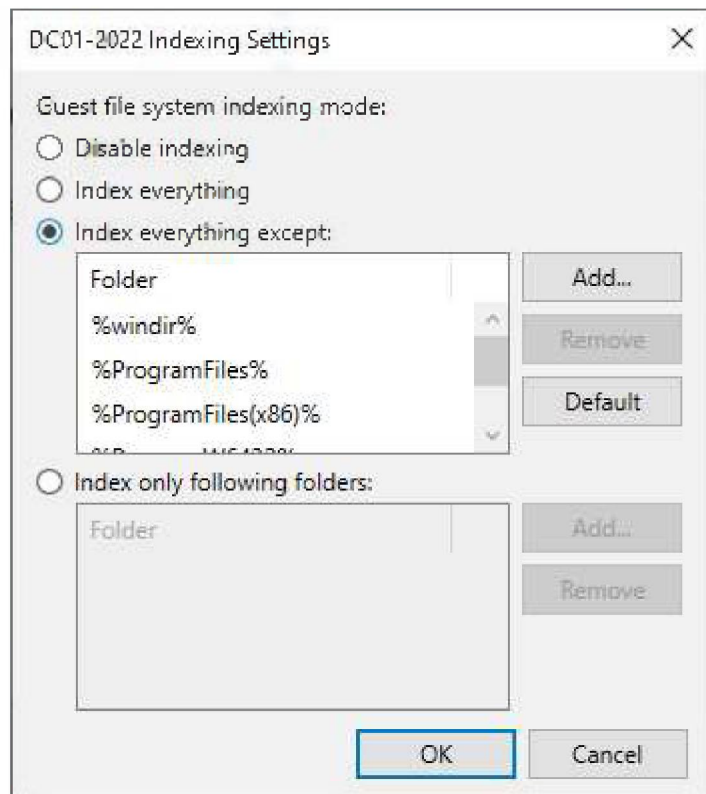 DC01-2022 Indexing Settings
Guest file system indexing mode:
Disable indexing
Index everything
Index everything except:
Folder
Add...
%windir%
Remove
%ProgramFiles%
Default
%ProgramFiles(x86)%
Index only following folders:
Folder
Add...
Remove
OK
Cancel